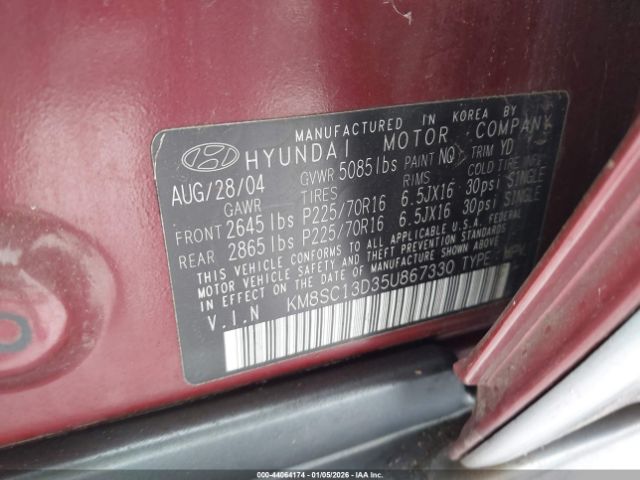 MANUFACTURED IN KOREA BY
HYUNDAI MOTOR COMPANY
AUG/28/04 GVWR 5085lbs PAINT NO TRIM YD
GAWR TIRES RIMS COLD TIRE INFL
FRONT 2645lbs P225/70R16 6.5JX16 30psi SINGLE
REAR 2865lbs P225/70R16 6.5JX16 30psi SINGLE
THIS VEHICLE CONFORMS TO ALL APPLICABLE U.S. FEDERAL
MOTOR VEHICLE SAFETY AND THEFT PREVENTION STANDARDS
IN EFFECT ON THE DATE OF MANUFACTURE SHOWN ABOVE.
V.I.N KM8SC13D35U867330 TYPE: MPV
000-44064174 | 01/05/2026 | COPYRIGHT IAA, LLC